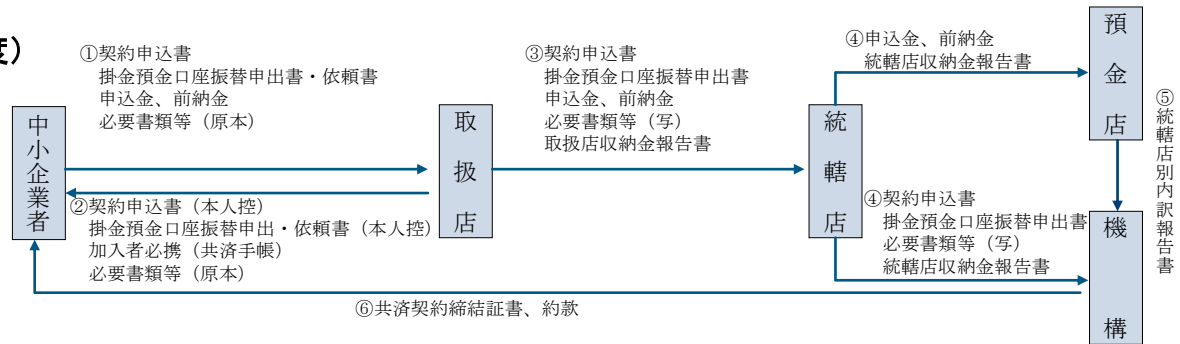 度）
①契約申込書
掛金預金口座振替申出書・依頼書
申込金、前納金
必要書類等（原本）
③契約申込書
掛金預金口座振替申出書
申込金、前納金
必要書類等（写）
取扱店収納金報告書
④申込金、前納金
統轄店収納金報告書
預金店
⑤統轄店別内訳報告書
中小企業者
取扱店
統轄店
②契約申込書（本人控）
掛金預金口座振替申出・依頼書（本人控）
加入者必携（共済手帳）
必要書類等（原本）
④契約申込書
掛金預金口座振替申出書
必要書類等（写）
統轄店収納金報告書
機構
⑥共済契約締結証書、約款